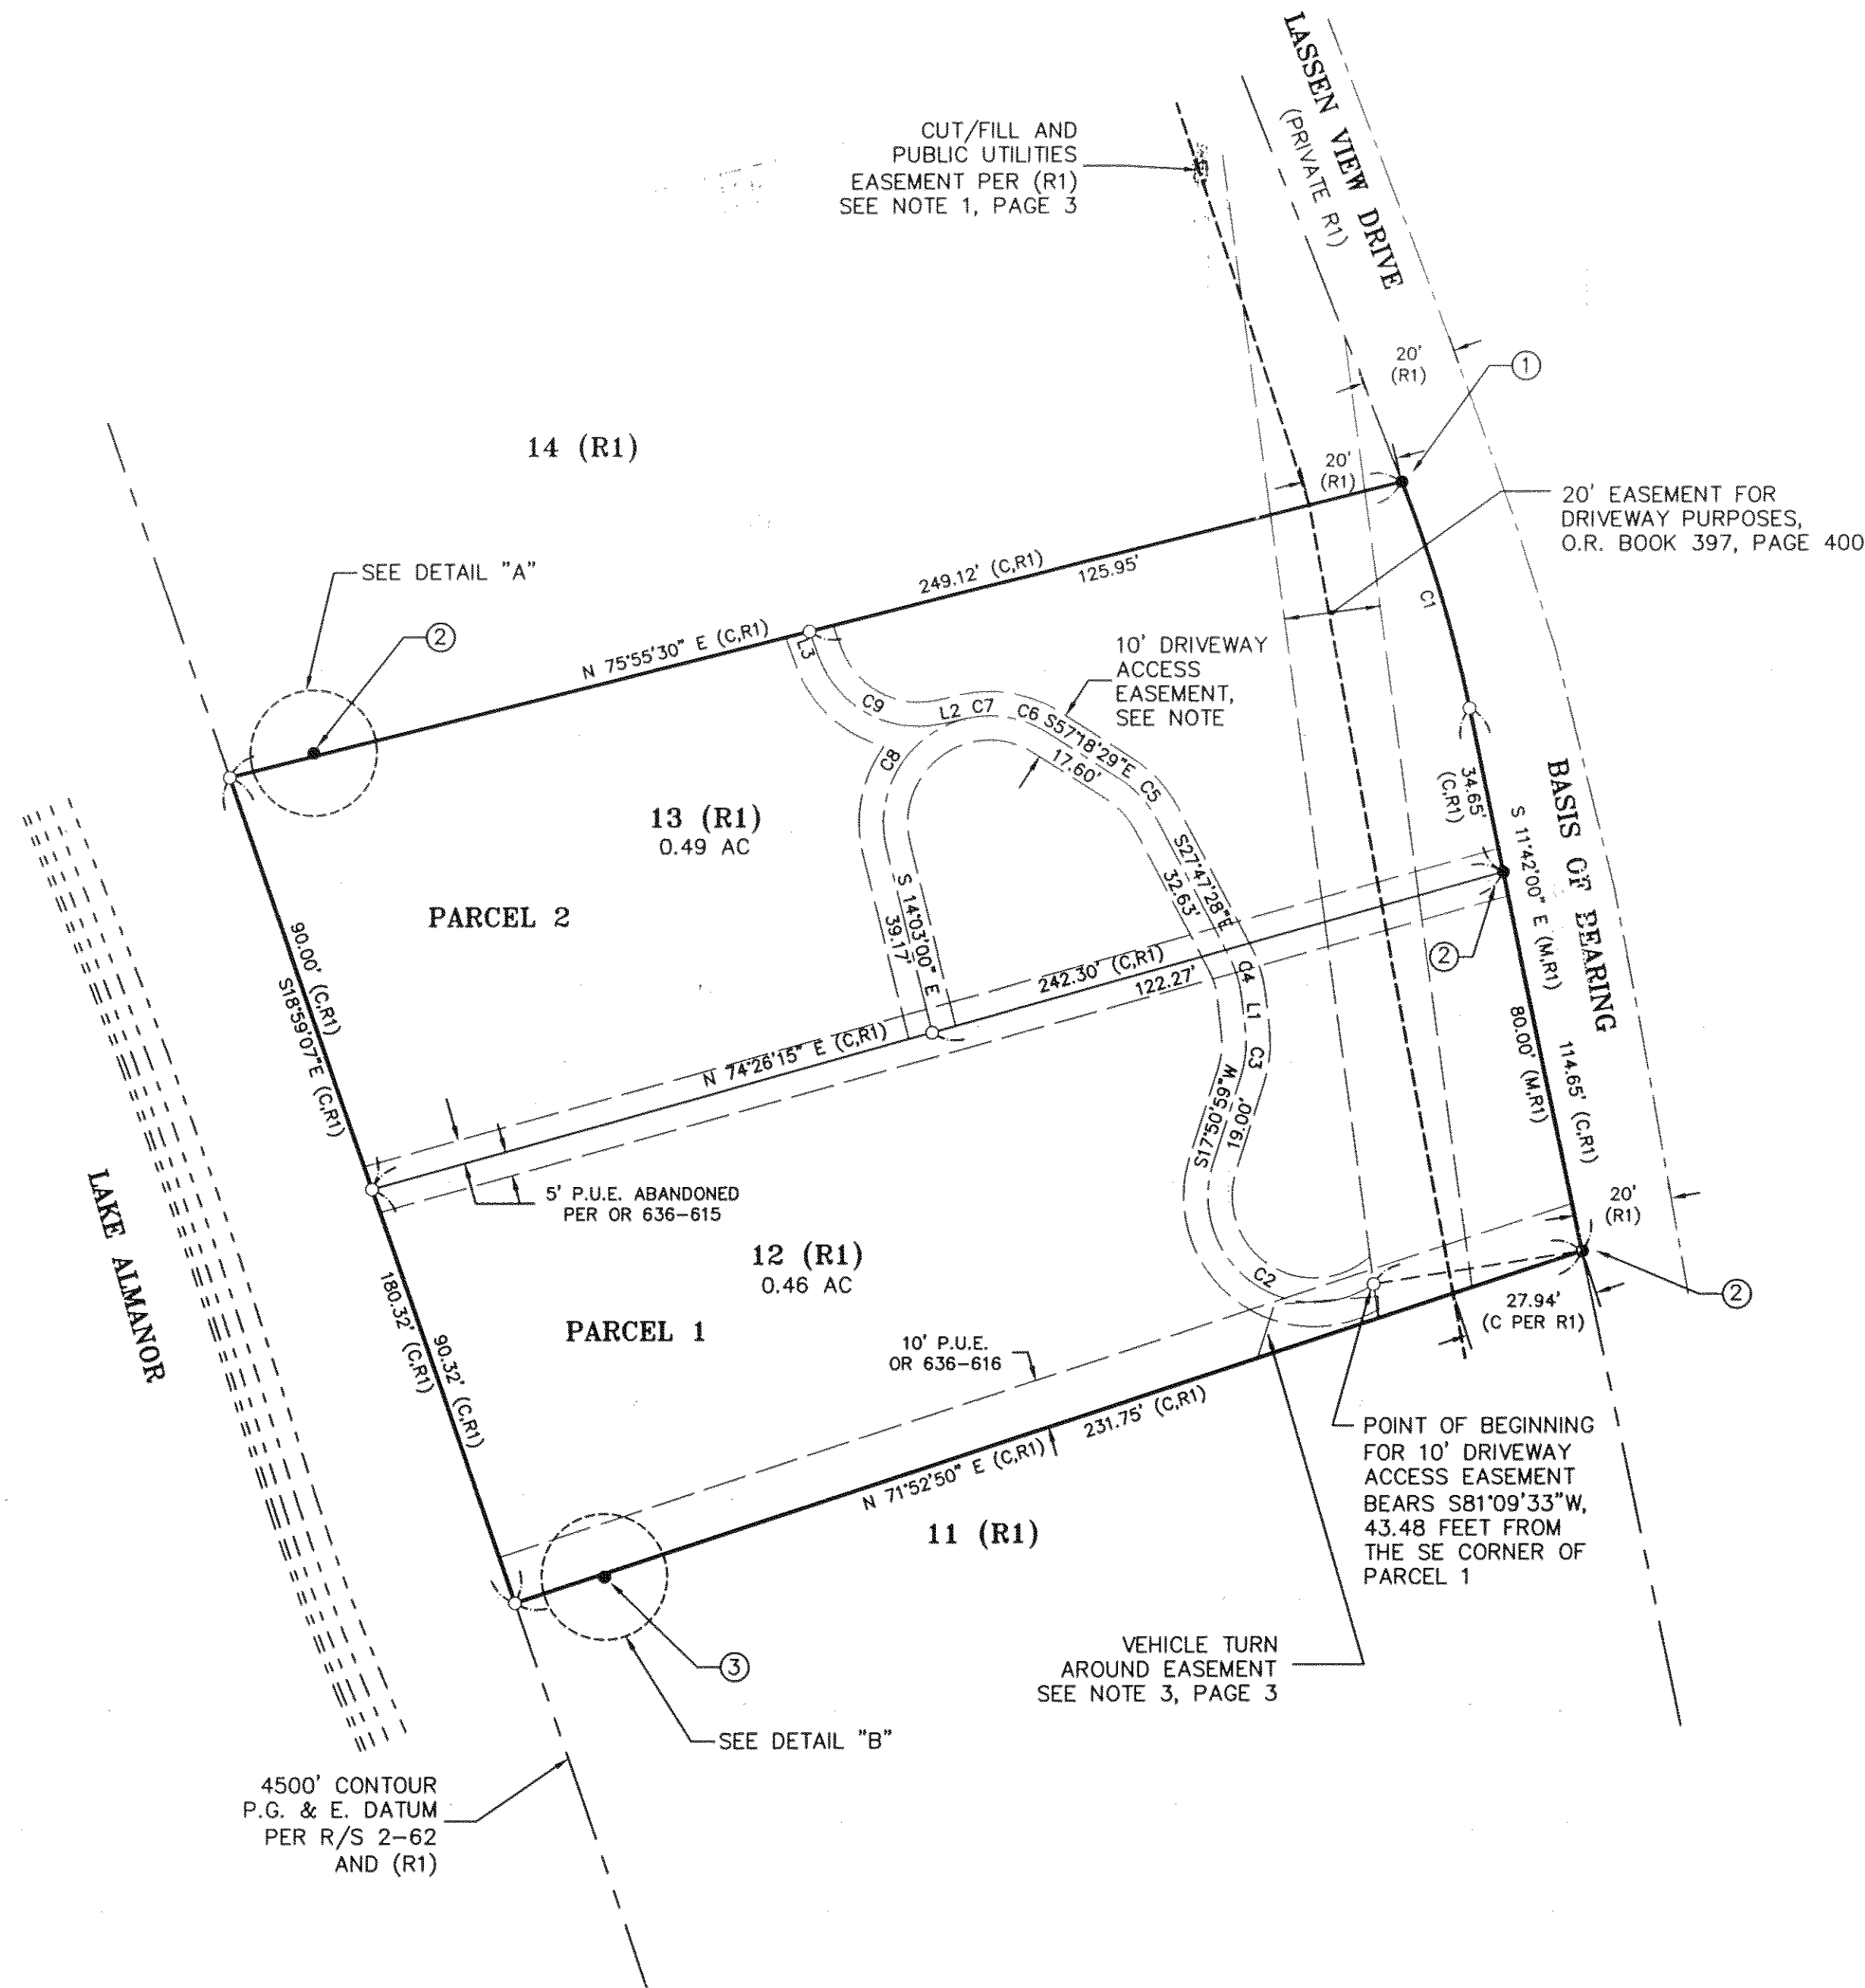 LASSEN VIEW DRIVE
(PRIVATE R1)
CUT/FILL AND
PUBLIC UTILITIES
EASEMENT PER (R1)
SEE NOTE 1, PAGE 3
20'
(R1)
1
14 (R1)
20'
(R1)
20' EASEMENT FOR
DRIVEWAY PURPOSES,
O.R. BOOK 397, PAGE 400
SEE DETAIL "A"
2
249.12' (C,R1)
125.95'
N 75°55'30" E (C,R1)
C1
10' DRIVEWAY
ACCESS
EASEMENT,
SEE NOTE
L3
C9
L2 C7
C6 S57°18'29"E
17.60'
C8
C5
13 (R1)
0.49 AC
34.65'
(C,R1)
S 11°42'00" E (M,R1)
BASIS OF BEARING
S27°47'28"E
32.63'
PARCEL 2
S 14°03'00" E
39.17'
90.00' (C,R1)
S18°59'07"E (C,R1)
242.30' (C,R1)
122.27'
2
C4
L1
C3
N 74°26'15" E (C,R1)
80.00' (M,R1)
114.65' (C,R1)
S17°50'59"W
19.00'
LAKE ALMANOR
5' P.U.E. ABANDONED
PER OR 636-615
20'
(R1)
12 (R1)
0.46 AC
C2
2
27.94'
(C PER R1)
180.32' (C,R1)
90.32' (C,R1)
PARCEL 1
10' P.U.E.
OR 636-616
231.75' (C,R1)
N 71°52'50" E (C,R1)
POINT OF BEGINNING
FOR 10' DRIVEWAY
ACCESS EASEMENT
BEARS S81°09'33"W,
43.48 FEET FROM
THE SE CORNER OF
PARCEL 1
11 (R1)
VEHICLE TURN
AROUND EASEMENT
SEE NOTE 3, PAGE 3
3
SEE DETAIL "B"
4500' CONTOUR
P.G. & E. DATUM
PER R/S 2-62
AND (R1)